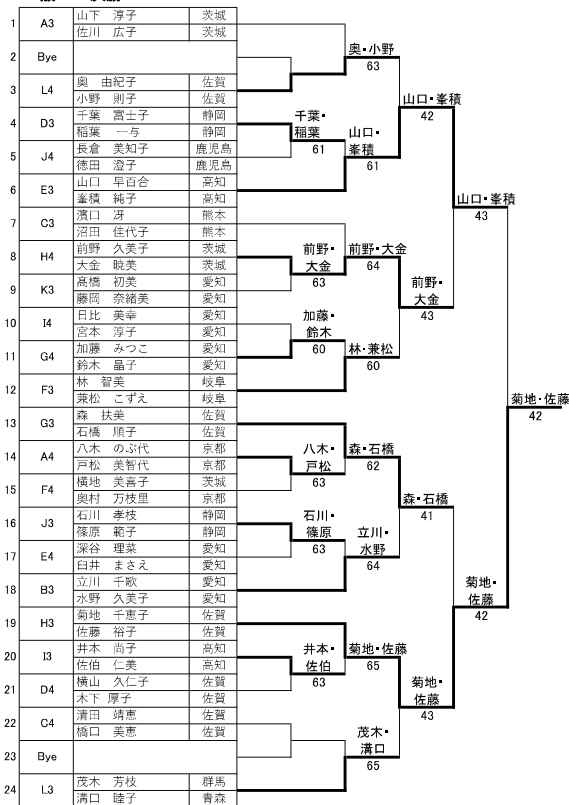 1 A3 山下 淳子 茨城
佐川 広子 茨城
2 Bye
3 L4 奥 由紀子 佐賀
小野 則子 佐賀
4 D3 千葉 富士子 静岡
稲葉 一与 静岡
5 J4 長倉 美知子 鹿児島
徳田 澄子 鹿児島
6 E3 山口 早百合 高知
峯積 純子 高知
7 C3 濱口 冴 熊本
沼田 佳代子 熊本
8 H4 前野 久美子 茨城
大金 暁美 茨城
9 K3 高橋 初美 愛知
藤岡 奈緒美 愛知
10 I4 日比 美幸 愛知
宮本 淳子 愛知
11 G4 加藤 みつこ 愛知
鈴木 晶子 愛知
12 F3 林 智美 岐阜
兼松 こずえ 岐阜
13 G3 森 扶美 佐賀
石橋 順子 佐賀
14 A4 八木 のぶ代 京都
戸松 美智代 京都
15 F4 横地 美喜子 茨城
奥村 万枝里 京都
16 J3 石川 孝枝 静岡
篠原 範子 静岡
17 E4 深谷 理菜 愛知
臼井 まさえ 愛知
18 B3 立川 千歌 愛知
水野 久美子 愛知
19 H3 菊地 千恵子 佐賀
佐藤 裕子 佐賀
20 I3 井本 尚子 高知
佐伯 仁美 高知
21 D4 横山 久仁子 佐賀
木下 厚子 佐賀
22 C4 清田 靖恵 佐賀
橋口 美恵 佐賀
23 Bye
24 L3 茂木 芳枝 群馬
溝口 睦子 青森
千葉・
稲葉
61
前野・
大金
63
加藤・
鈴木
60
八木・
戸松
63
石川・
篠原
63
井本・
佐伯
63
奥・小野
63
山口・
峯積
61
前野・大金
64
林・兼松
60
森・石橋
62
立川・
水野
64
菊地・佐藤
65
茂木・
溝口
65
山口・峯積
42
前野・
大金
43
森・石橋
41
菊地・
佐藤
43
山口・峯積
43
菊地・
佐藤
42
菊地・佐藤
42